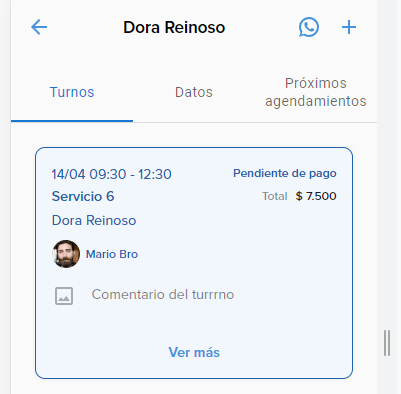 Dora Reinoso
Turnos
Datos
Próximos
agendamientos
14/04 09:30 - 12:30
Pendiente de pago
Servicio 6
Total $ 7.500
Dora Reinoso
Mario Bro
Comentario del turrrno
Ver más